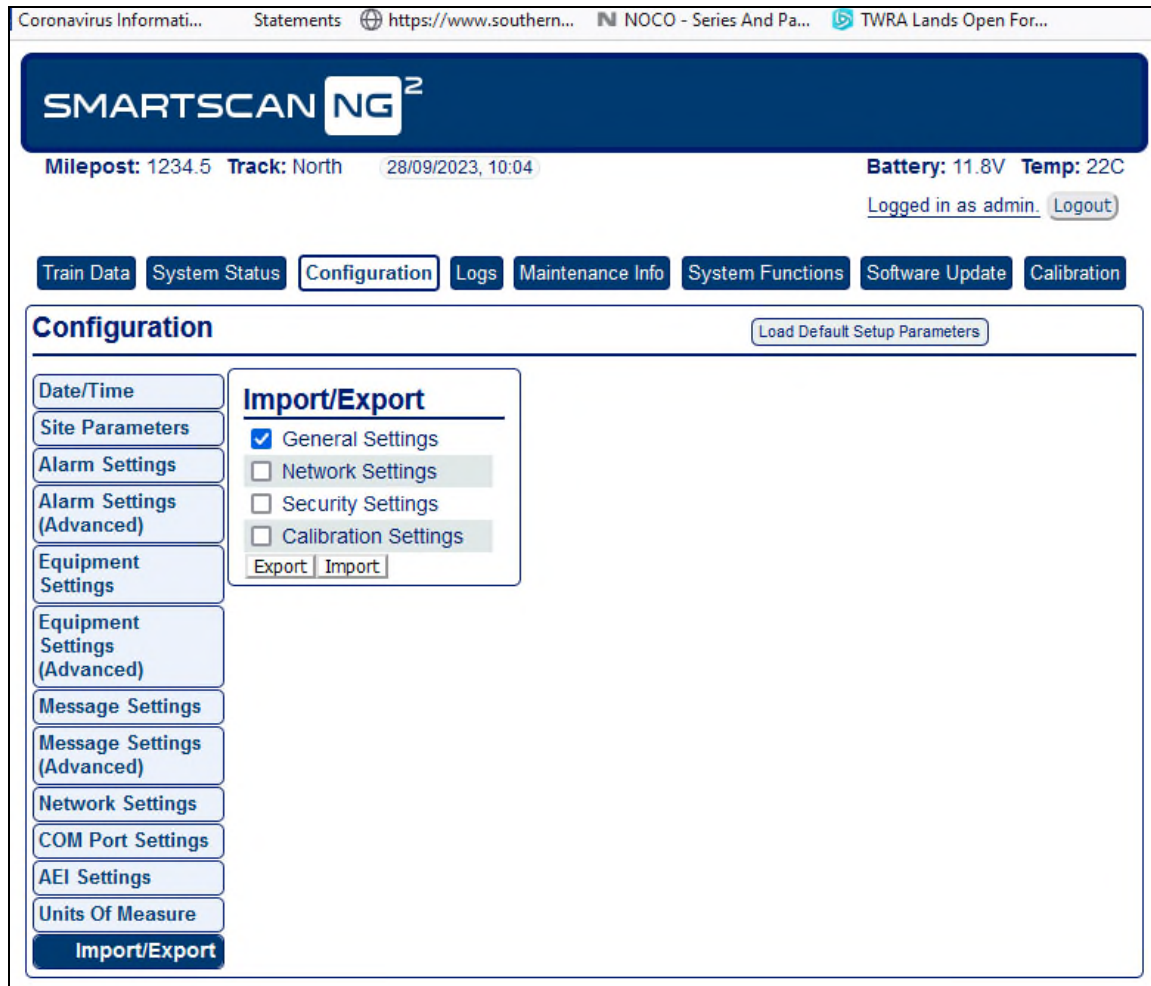 Coronavirus Informati... Statements https://www.southern... NOCO - Series And Pa... TWRA Lands Open For...
SMARTSCAN NG2
Milepost: 1234.5 Track: North 28/09/2023, 10:04 Battery: 11.8V Temp: 22C
Logged in as admin. Logout
Train Data System Status Configuration Logs Maintenance Info System Functions Software Update Calibration
Configuration Load Default Setup Parameters
Date/Time
Site Parameters
Alarm Settings
Alarm Settings
(Advanced)
Equipment
Settings
Equipment
Settings
(Advanced)
Message Settings
Message Settings
(Advanced)
Network Settings
COM Port Settings
AEI Settings
Units Of Measure
Import/Export
Import/Export
General Settings
Network Settings
Security Settings
Calibration Settings
Export Import